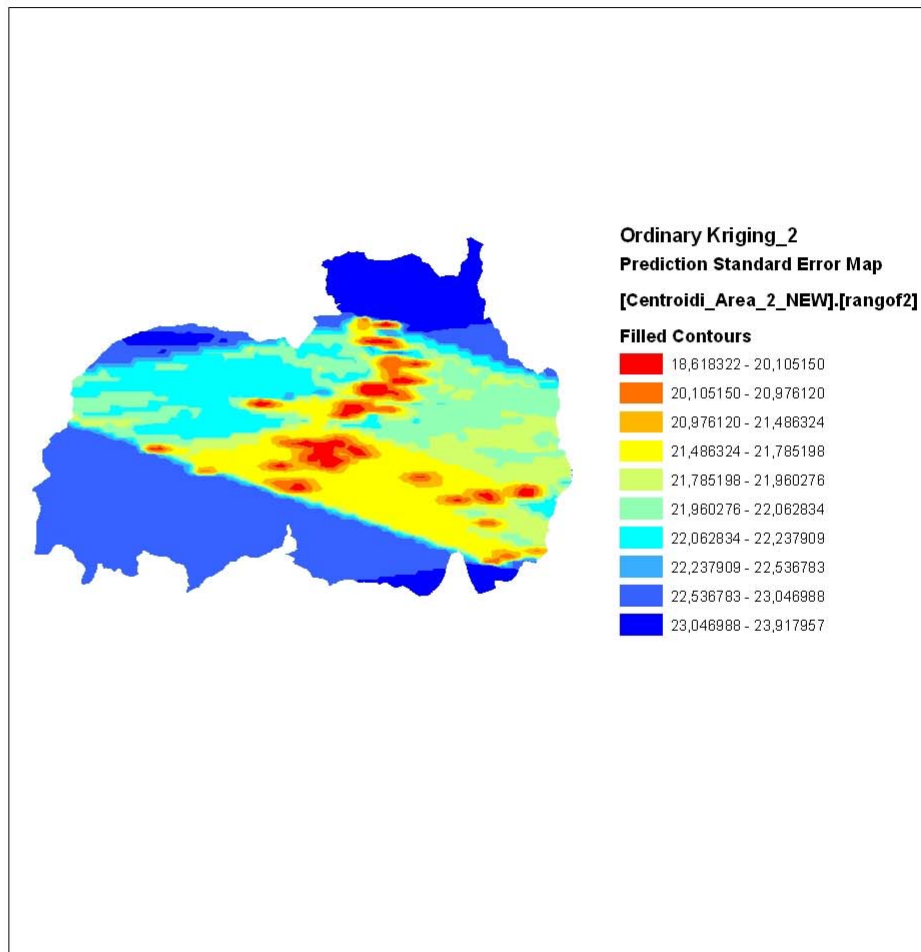 Ordinary Kriging_2
Prediction Standard Error Map
[Centroidi_Area_2_NEW].[rangof2]
Filled Contours
18,618322 - 20,105150
20,105150 - 20,976120
20,976120 - 21,486324
21,486324 - 21,785198
21,785198 - 21,960276
21,960276 - 22,062834
22,062834 - 22,237909
22,237909 - 22,536783
22,536783 - 23,046988
23,046988 - 23,917957